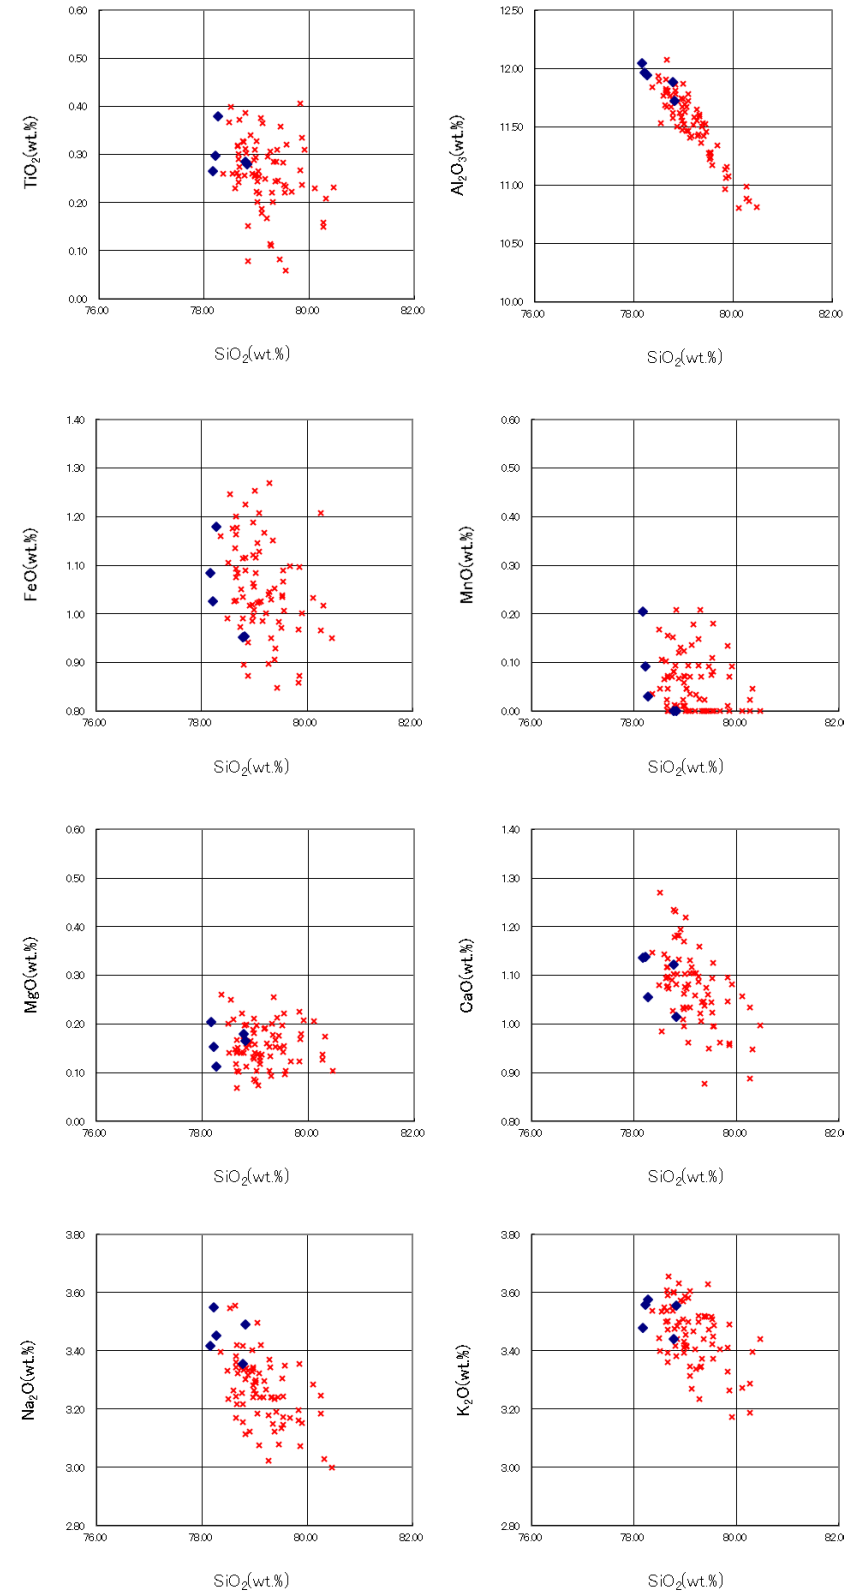 0.60
0.50
0.40
0.30
0.20
0.10
0.00
TiO2(wt.%)
76.00 78.00 80.00 82.00
SiO2(wt.%)
12.50
12.00
11.50
11.00
10.50
10.00
Al2O3(wt.%)
76.00 78.00 80.00 82.00
SiO2(wt.%)
1.40
1.30
1.20
1.10
1.00
0.90
0.80
FeO(wt.%)
76.00 78.00 80.00 82.00
SiO2(wt.%)
0.60
0.50
0.40
0.30
0.20
0.10
0.00
MnO(wt.%)
76.00 78.00 80.00 82.00
SiO2(wt.%)
0.60
0.50
0.40
0.30
0.20
0.10
0.00
MgO(wt.%)
76.00 78.00 80.00 82.00
SiO2(wt.%)
1.40
1.30
1.20
1.10
1.00
0.90
0.80
CaO(wt.%)
76.00 78.00 80.00 82.00
SiO2(wt.%)
3.80
3.60
3.40
3.20
3.00
2.80
Na2O(wt.%)
76.00 78.00 80.00 82.00
SiO2(wt.%)
3.80
3.60
3.40
3.20
3.00
2.80
K2O(wt.%)
76.00 78.00 80.00 82.00
SiO2(wt.%)